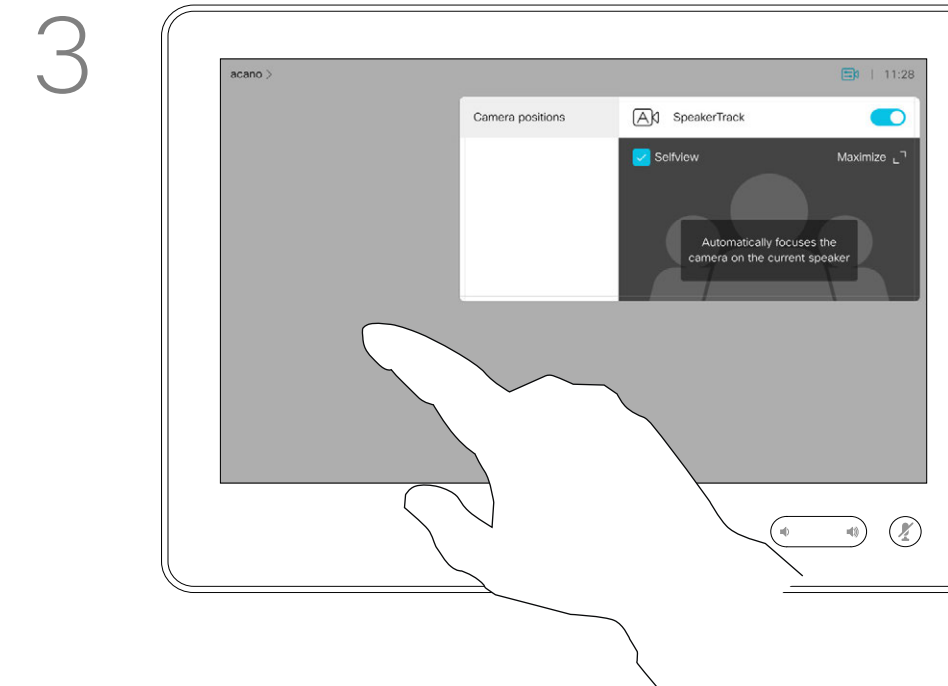 3
acano >
11:28
Camera positions
SpeakerTrack
Selfview
Maximize
Automatically focuses the
camera on the current speaker